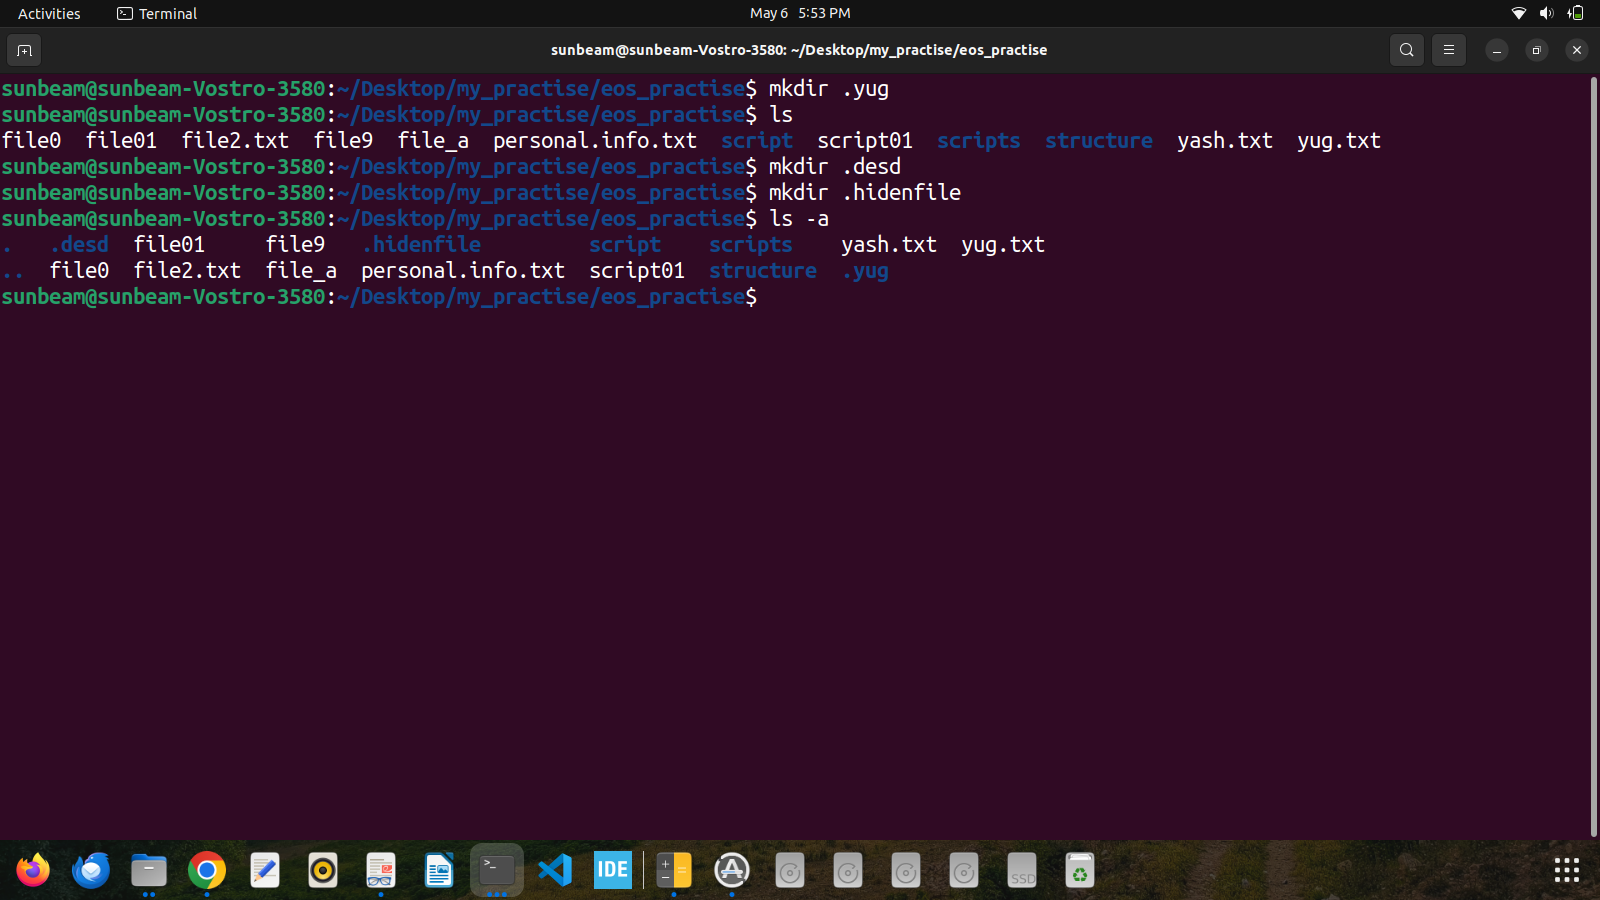 Activities Terminal May 6 5:53 PM
sunbeam@sunbeam-Vostro-3580: ~/Desktop/my_practise/eos_practise
sunbeam@sunbeam-Vostro-3580:~/Desktop/my_practise/eos_practise$ mkdir .yug
sunbeam@sunbeam-Vostro-3580:~/Desktop/my_practise/eos_practise$ ls
file0 file01 file2.txt file9 file_a personal.info.txt script script01 scripts structure yash.txt yug.txt
sunbeam@sunbeam-Vostro-3580:~/Desktop/my_practise/eos_practise$ mkdir .desd
sunbeam@sunbeam-Vostro-3580:~/Desktop/my_practise/eos_practise$ mkdir .hidenfile
sunbeam@sunbeam-Vostro-3580:~/Desktop/my_practise/eos_practise$ ls -a
. .desd file01 file9 .hidenfile script scripts yash.txt yug.txt
.. file0 file2.txt file_a personal.info.txt script01 structure .yug
sunbeam@sunbeam-Vostro-3580:~/Desktop/my_practise/eos_practise$
>_ IDE SSD